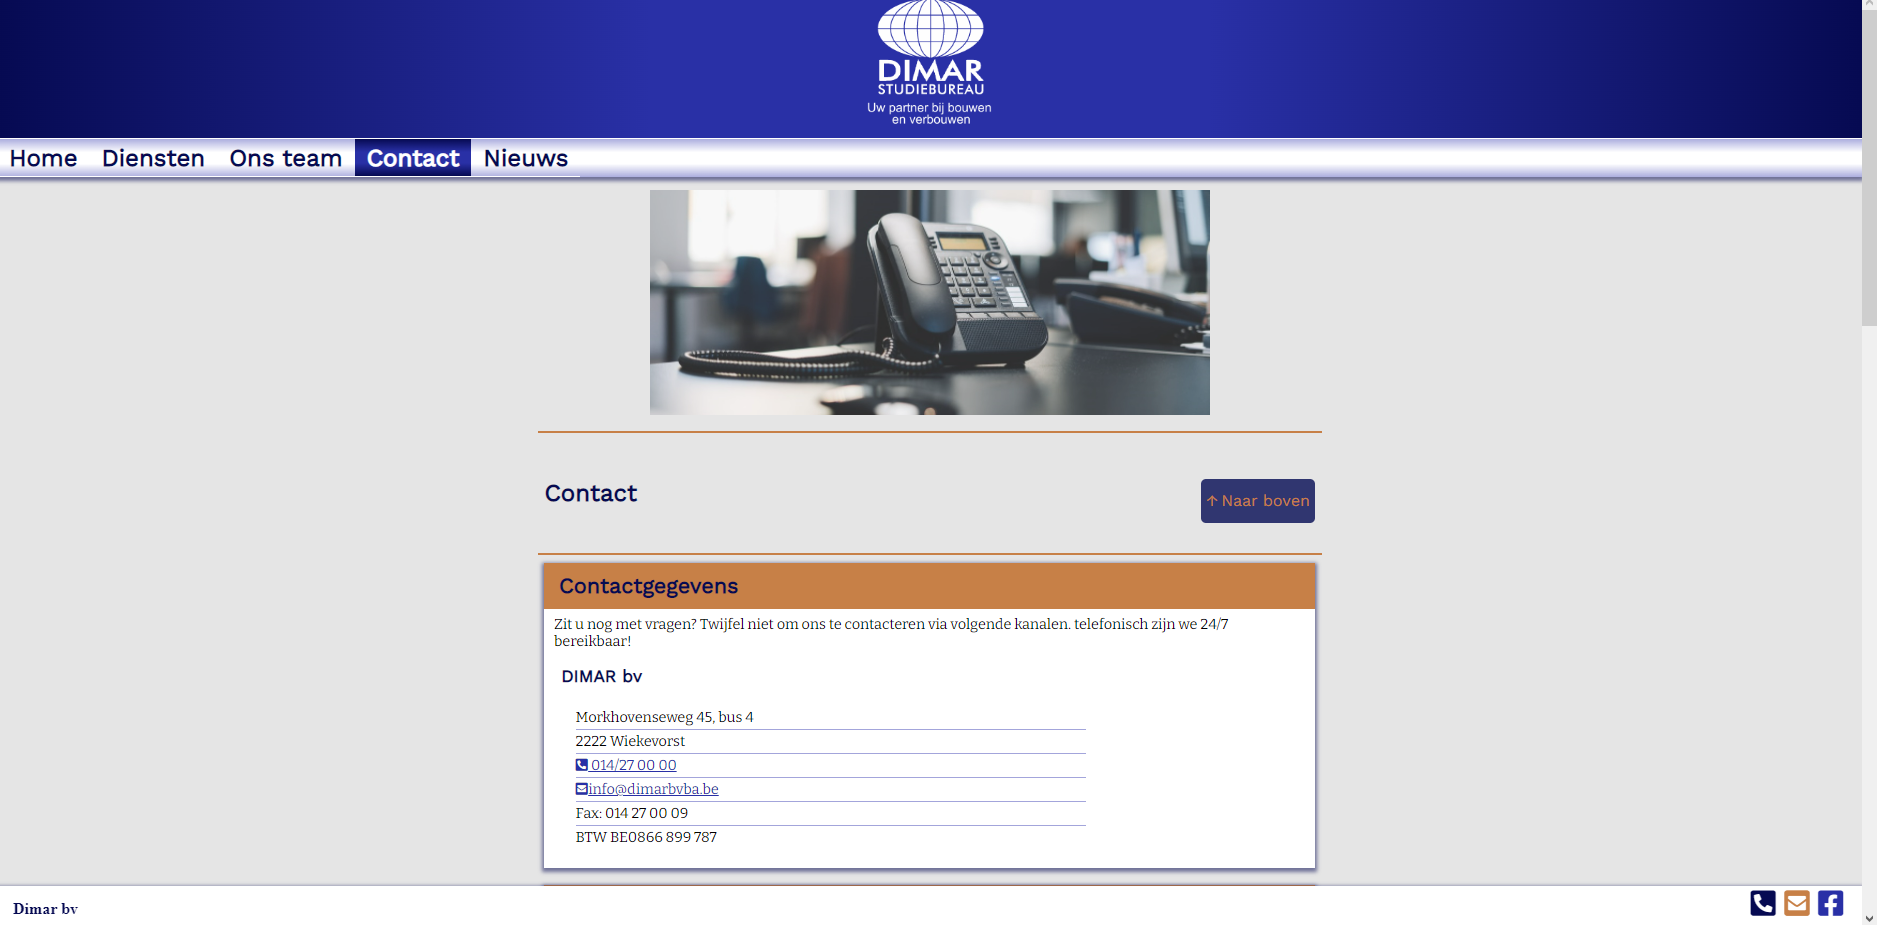 DIMAR
STUDIEBUREAU
Uw partner bij bouwen
en verbouwen
Home Diensten Ons team Contact Nieuws
Contact
↑ Naar boven
Contactgegevens
Zit u nog met vragen? Twijfel niet om ons te contacteren via volgende kanalen. telefonisch zijn we 24/7
bereikbaar!
DIMAR bv
Morkhovenseweg 45, bus 4
2222 Wiekevorst
014/27 00 00
info@dimarbvba.be
Fax: 014 27 00 09
BTW BE0866 899 787
Dimar bv